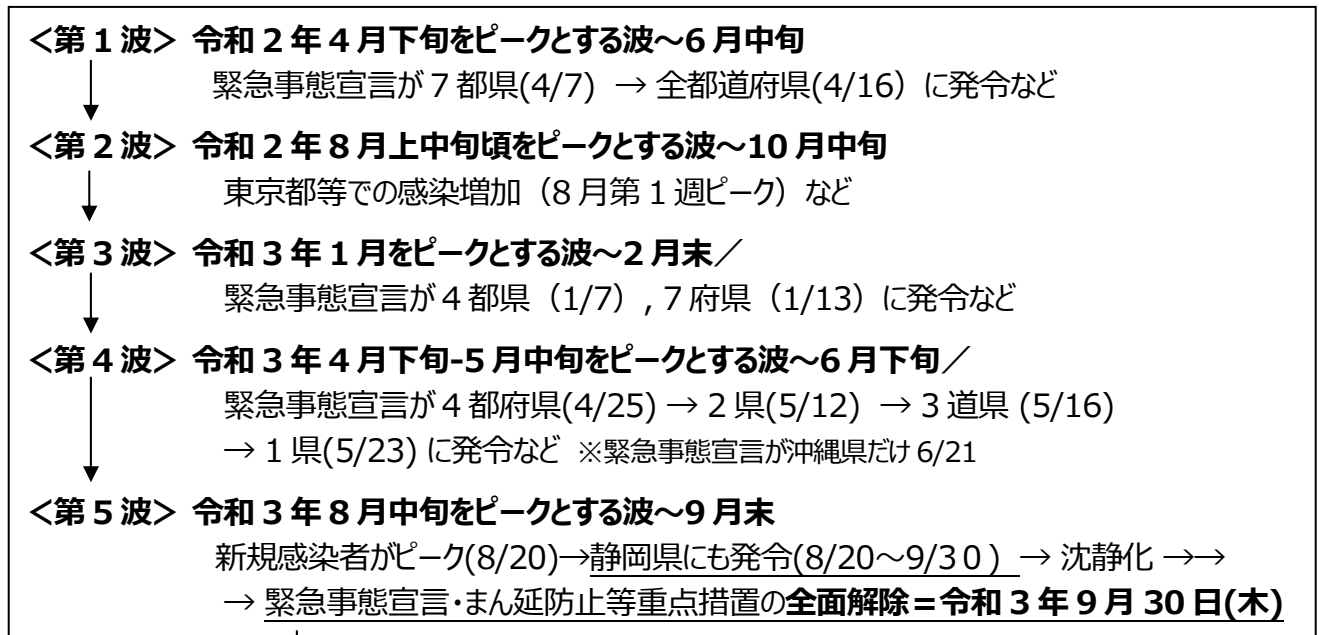 <第１波> 令和２年４月下旬をピークとする波～6月中旬
緊急事態宣言が７都県(4/7) → 全都道府県(4/16）に発令など
<第２波> 令和２年８月上中旬頃をピークとする波～10月中旬
東京都等での感染増加（8月第１週ピーク）など
<第３波> 令和３年１月をピークとする波～2月末／
緊急事態宣言が４都県（1/7）, 7府県（1/13）に発令など
<第４波> 令和３年４月下旬-5月中旬をピークとする波～6月下旬／
緊急事態宣言が４都府県(4/25) → 2県(5/12) → 3道県 (5/16)
→ 1県(5/23) に発令など ※緊急事態宣言が沖縄県だけ 6/21
<第５波> 令和３年８月中旬をピークとする波～9月末
新規感染者がピーク(8/20)→静岡県にも発令(8/20～9/３０) → 沈静化 →→
→ 緊急事態宣言・まん延防止等重点措置の全面解除＝令和３年９月30日(木)